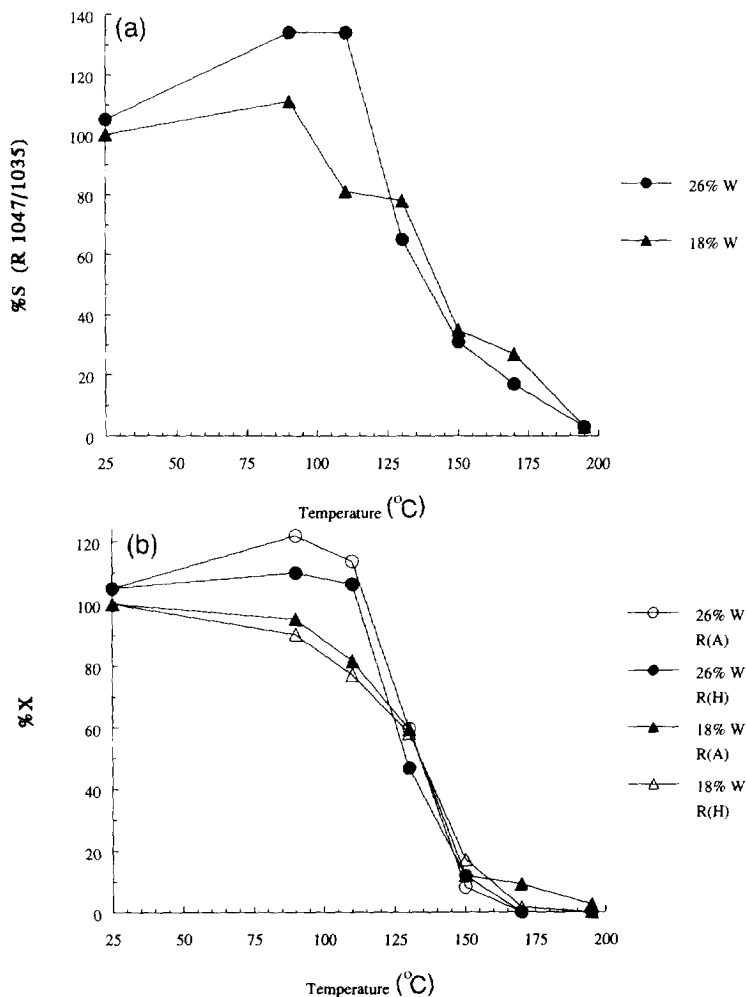 (a)
140
120
100
80
60
40
20
0
%S (R 1047/1035)
25 50 75 100 125 150 175 200
Temperature (°C)
26% W
18% W
(b)
120
100
80
60
40
20
0
%X
25 50 75 100 125 150 175 200
Temperature (°C)
26% W
R(A)
26% W
R(H)
18% W
R(A)
18% W
R(H)